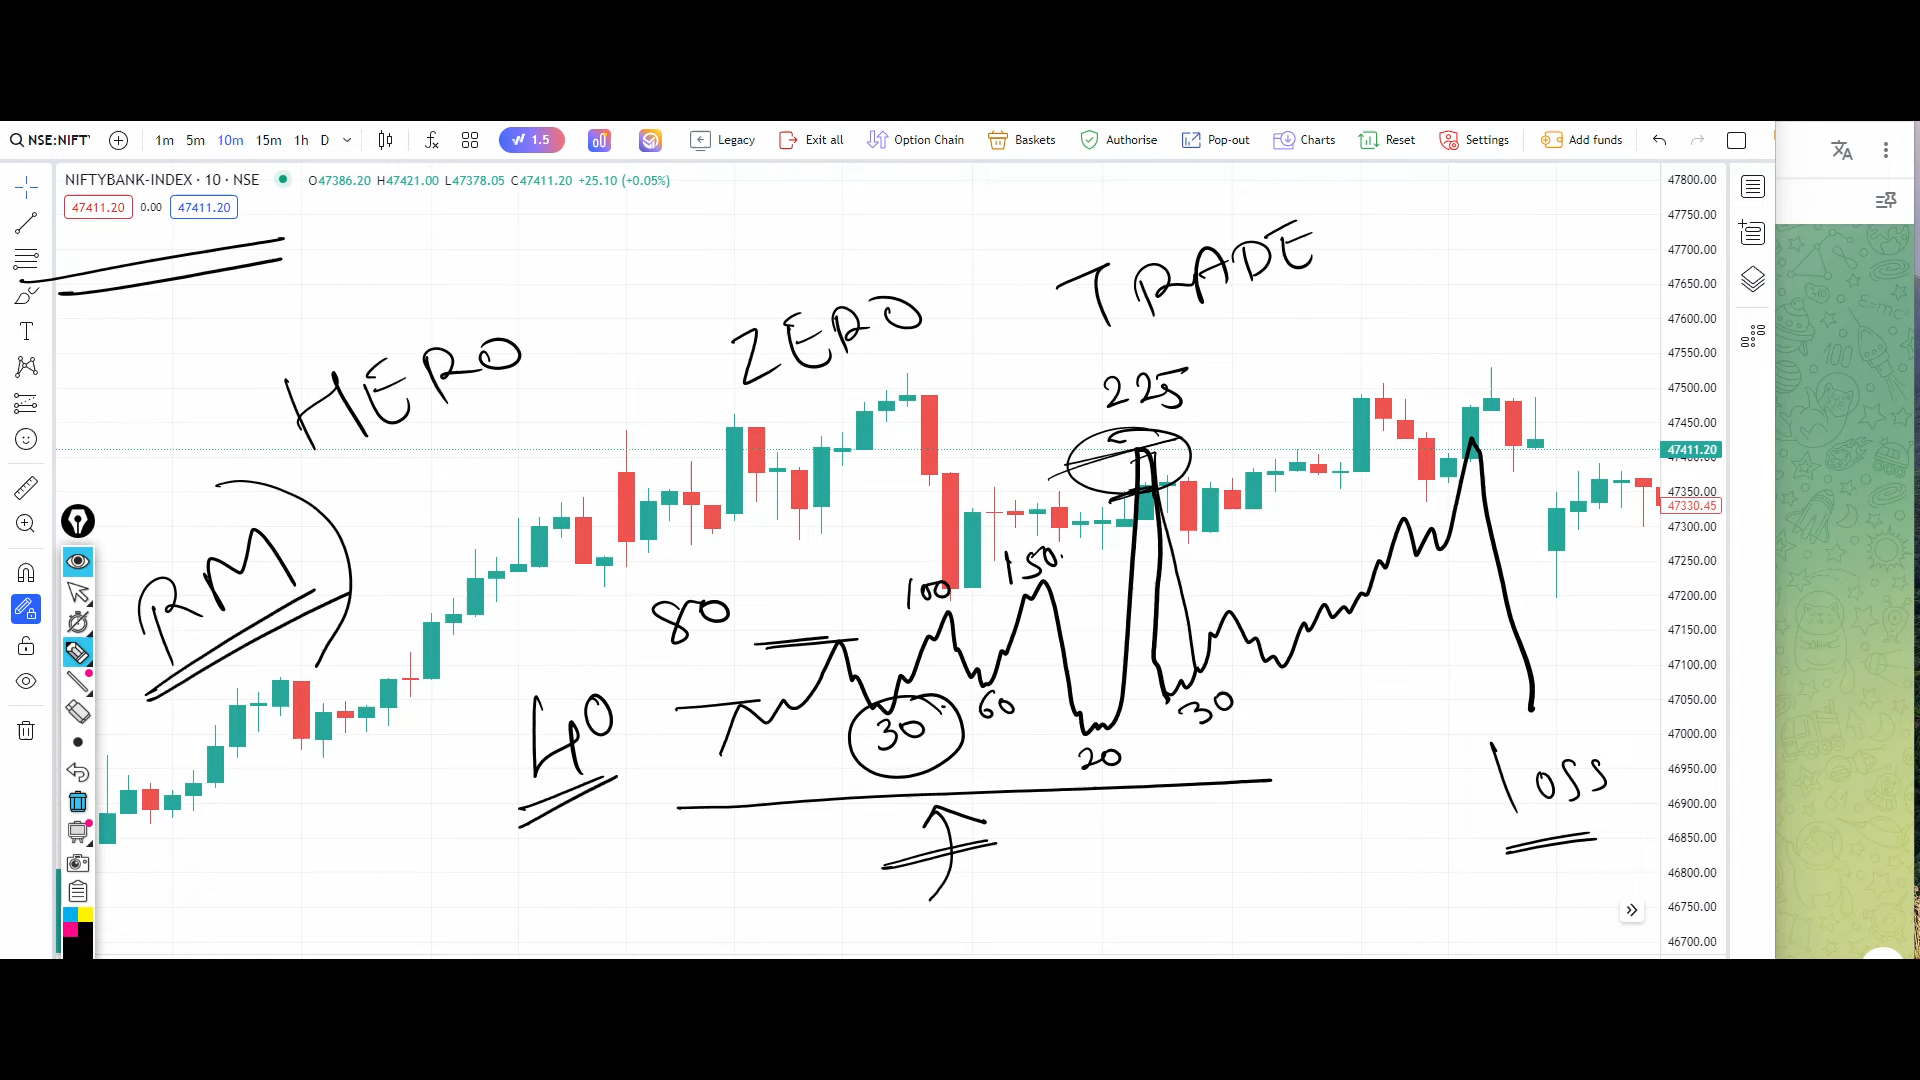 NSE:NIFTY
1m 5m 10m 15m 1h D
1.5
Legacy
Exit all
Option Chain
Baskets
Authorise
Pop-out
Charts
Reset
Settings
Add funds
NIFTYBANK-INDEX · 10 · NSE
O47386.20 H47421.00 L47378.05 C47411.20 +25.10 (+0.05%)
47411.20 0.00 47411.20
HERO ZERO TRADE
225
RM
80
100
150
40
30
60
20
30
loss
47800.00
47750.00
47700.00
47650.00
47600.00
47550.00
47500.00
47450.00
47411.20
47400.00
47350.00
47330.45
47300.00
47250.00
47200.00
47150.00
47100.00
47050.00
47000.00
46950.00
46900.00
46850.00
46800.00
46750.00
46700.00